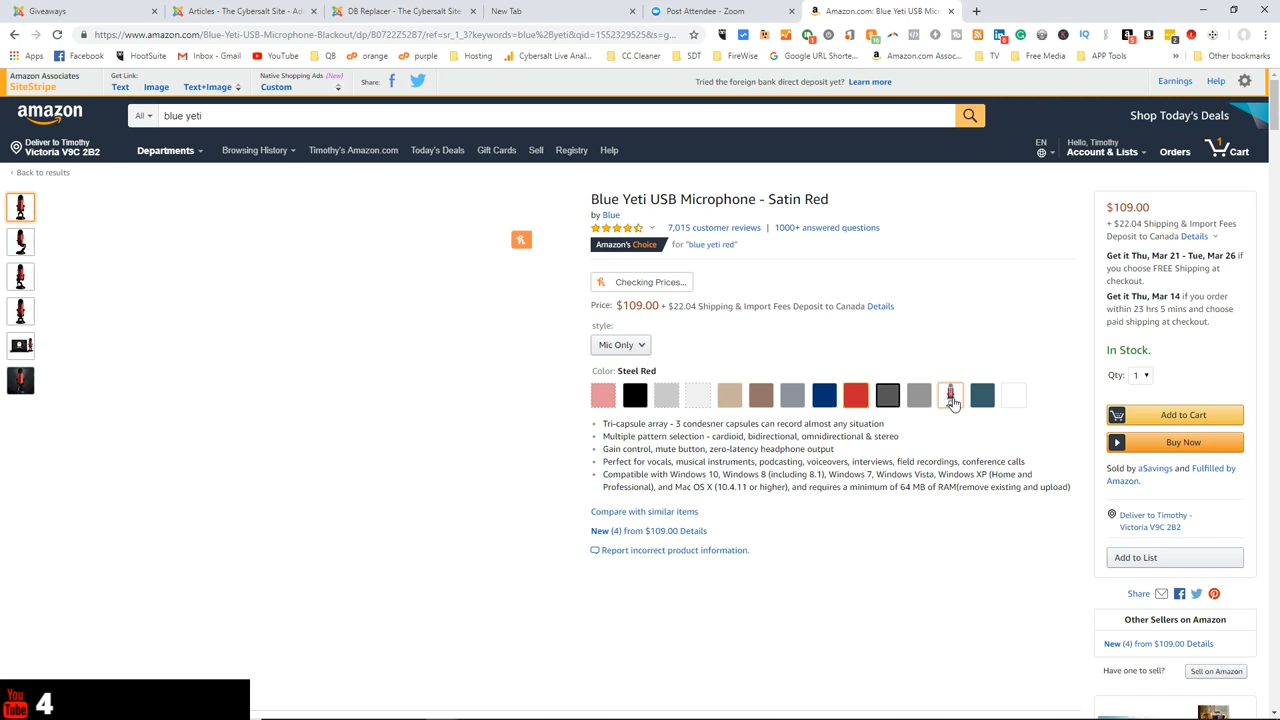 Giveaways
Articles - The Cybersalt Site - Ad
DB Replacer - The Cybersalt Site
New Tab
Post Attendee - Zoom
Amazon.com: Blue Yeti USB Mic
https://www.amazon.com/Blue-Yeti-USB-Microphone-Blackout/dp/B0722Z52B7/ref=sr_1_3?keywords=blue%2Byeti&qid=1552329525&s=g...
Apps
Facebook
HootSuite
Inbox - Gmail
YouTube
QB
orange
purple
Hosting
Cybersalt Live Anal...
CC Cleaner
SDT
FireWise
Google URL Shorte...
Amazon.com Assoc...
TV
Free Media
APP Tools
Other bookmarks
Amazon Associates
SiteStripe
Get Link:
Text Image Text+Image
Native Shopping Ads (New)
Custom
Share:
Tried the foreign bank direct deposit yet? Learn more
Earnings Help
amazon
All
blue yeti
Shop Today's Deals
Deliver to Timothy
Victoria V9C 2B2
Departments
Browsing History
Timothy's Amazon.com
Today's Deals
Gift Cards
Sell
Registry
Help
EN
Hello, Timothy
Account & Lists
Orders
1
Cart
‹ Back to results
Blue Yeti USB Microphone - Satin Red
by Blue
7,015 customer reviews | 1000+ answered questions
Amazon's Choice for "blue yeti red"
Checking Prices...
Price: $109.00 + $22.04 Shipping & Import Fees Deposit to Canada Details
style:
Mic Only
Color: Steel Red
Tri-capsule array - 3 condesner capsules can record almost any situation
Multiple pattern selection - cardioid, bidirectional, omnidirectional & stereo
Gain control, mute button, zero-latency headphone output
Perfect for vocals, musical instruments, podcasting, voiceovers, interviews, field recordings, conference calls
Compatible with Windows 10, Windows 8 (including 8.1), Windows 7, Windows Vista, Windows XP (Home and
Professional), and Mac OS X (10.4.11 or higher), and requires a minimum of 64 MB of RAM(remove existing and upload)
Compare with similar items
New (4) from $109.00 Details
Report incorrect product information.
$109.00
+ $22.04 Shipping & Import Fees
Deposit to Canada Details
Get it Thu, Mar 21 - Tue, Mar 26 if
you choose FREE Shipping at
checkout.
Get it Thu, Mar 14 if you order
within 23 hrs 5 mins and choose
paid shipping at checkout.
In Stock.
Qty: 1
Add to Cart
Buy Now
Sold by aSavings and Fulfilled by
Amazon.
Deliver to Timothy -
Victoria V9C 2B2
Add to List
Share
Other Sellers on Amazon
New (4) from $109.00 Details
Have one to sell?
Sell on Amazon
You
Tube
4